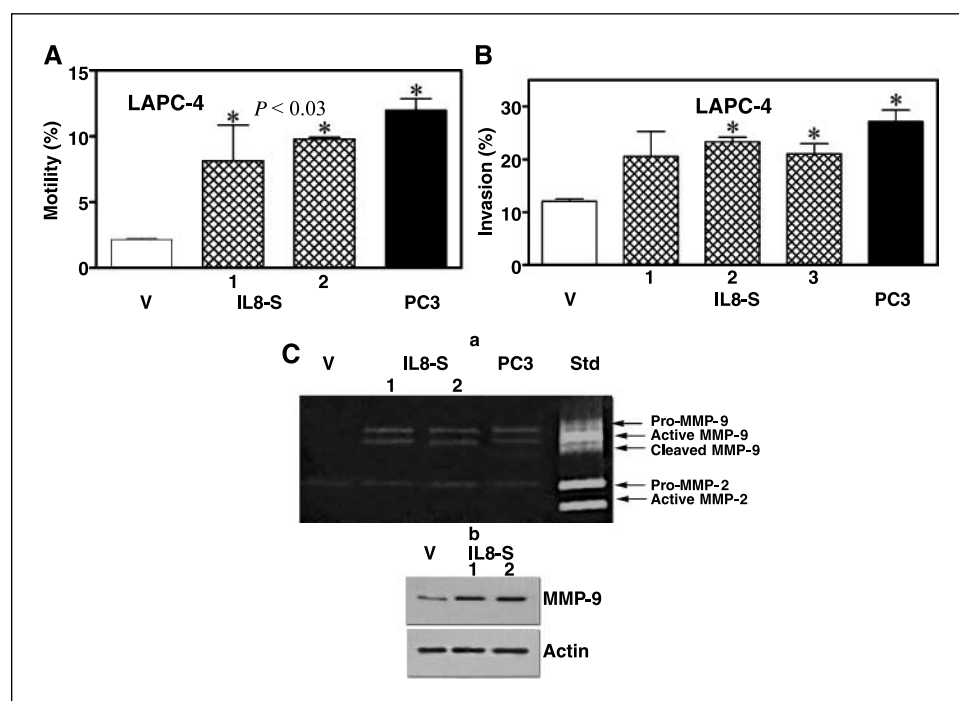 A
15
10
5
0
Motility (%)
LAPC-4
*
P < 0.03
*
*
1
2
V
IL8-S
PC3
B
30
20
10
0
Invasion (%)
LAPC-4
*
*
*
1
2
3
V
IL8-S
PC3
C
a
V
IL8-S
PC3
Std
1
2
Pro-MMP-9
Active MMP-9
Cleaved MMP-9
Pro-MMP-2
Active MMP-2
b
V
IL8-S
1
2
MMP-9
Actin